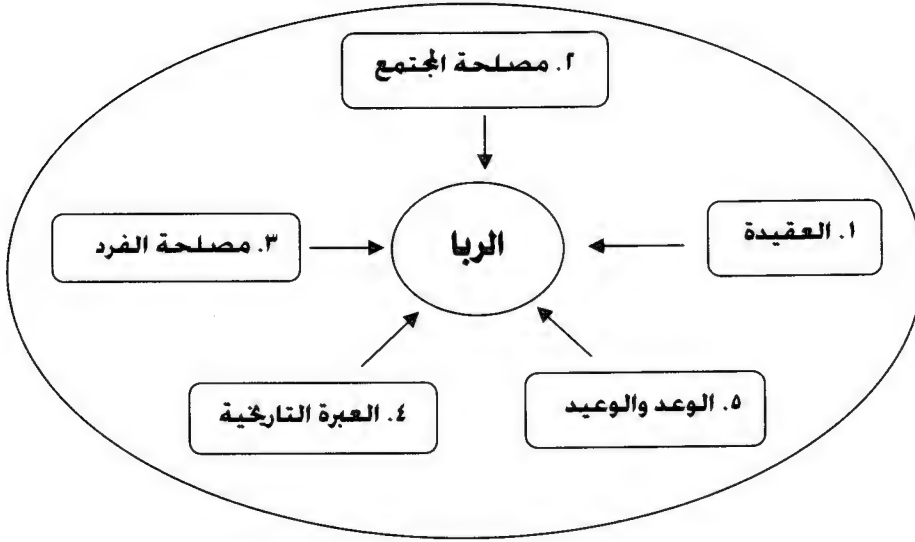 ٢. مصلحة المجتمع
١. العقيدة
الربا
٣. مصلحة الفرد
٥. الوعد والوعيد
٤. العبرة التاريخية